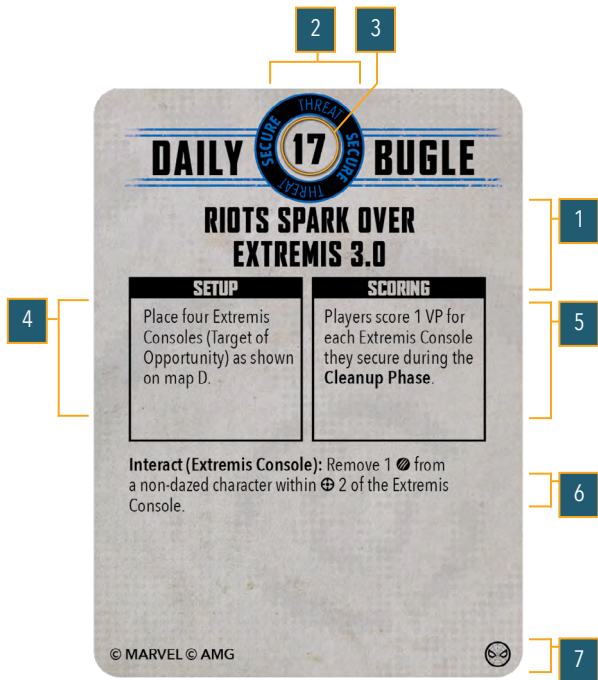 2
3
THREAT
SECURE
SECURE
THREAT
DAILY 17 BUGLE
RIOTS SPARK OVER
EXTREMIS 3.0
1
SETUP
Place four Extremis
Consoles (Target of
Opportunity) as shown
on map D.
4
SCORING
Players score 1 VP for
each Extremis Console
they secure during the
Cleanup Phase.
5
Interact (Extremis Console): Remove 1 from
a non-dazed character within 2 of the Extremis
Console.
6
© MARVEL © AMG
7